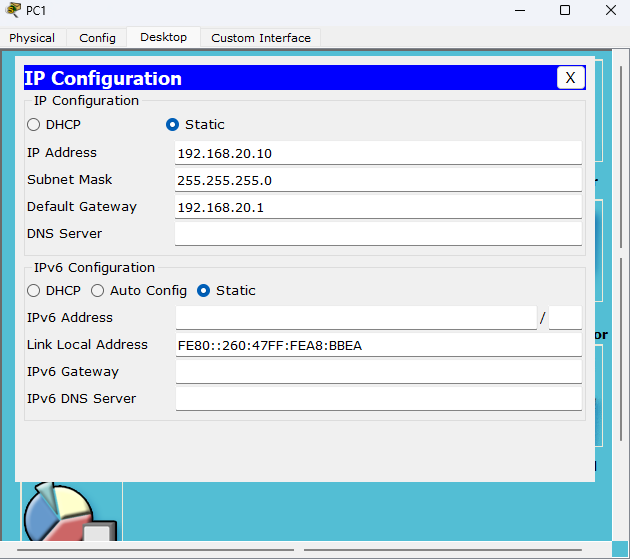 PC1
Physical Config Desktop Custom Interface
IP Configuration X
IP Configuration
DHCP Static
IP Address 192.168.20.10
Subnet Mask 255.255.255.0
Default Gateway 192.168.20.1
DNS Server
IPv6 Configuration
DHCP Auto Config Static
IPv6 Address /
Link Local Address FE80::260:47FF:FEA8:BBEA
IPv6 Gateway
IPv6 DNS Server
or